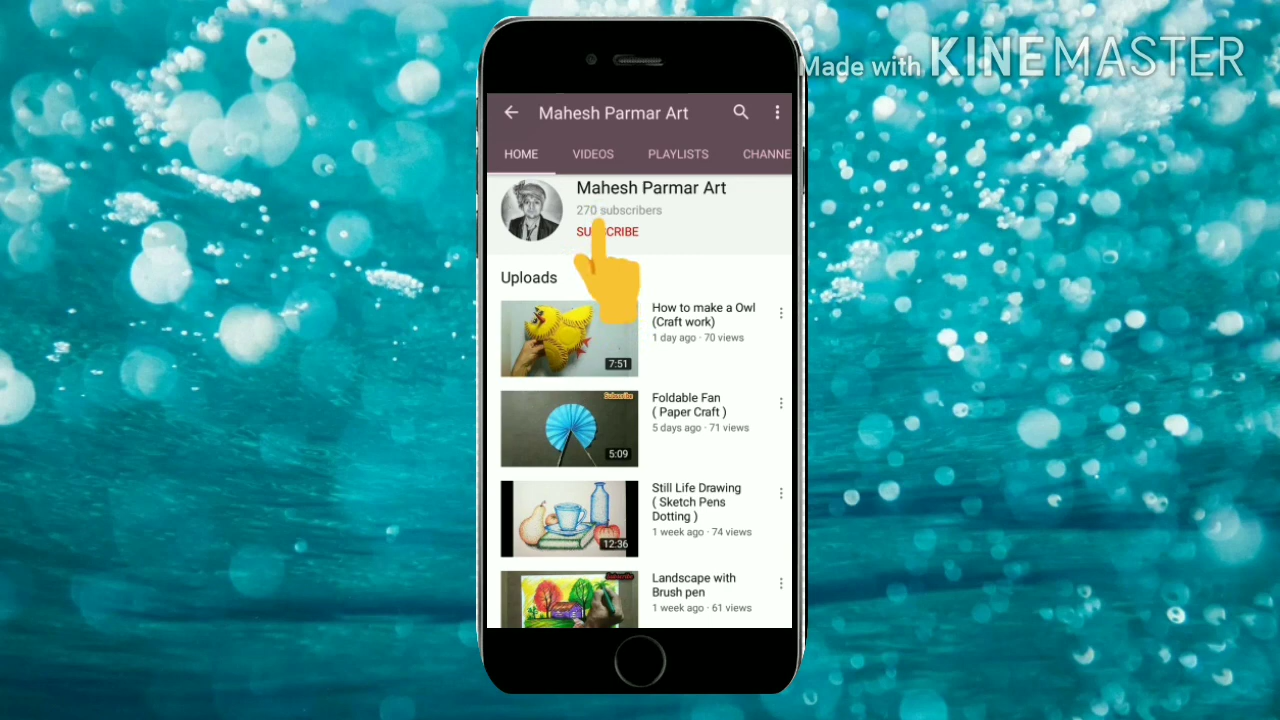 Made with KINEMASTER
Mahesh Parmar Art
HOME VIDEOS PLAYLISTS CHANNE
Mahesh Parmar Art
270 subscribers
SUBSCRIBE
Uploads
How to make a Owl
(Craft work)
1 day ago · 70 views
7:51
Subscribe
Foldable Fan
( Paper Craft )
5 days ago · 71 views
5:09
Still Life Drawing
( Sketch Pens
Dotting )
1 week ago · 74 views
12:36
Subscribe
Landscape with
Brush pen
1 week ago · 61 views